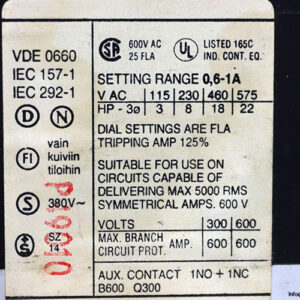 VDE 0660
IEC 157-1
IEC 292-1
D N
FI vain kuiviin tiloihin
S 380V~
SZ 14
600V AC
25 FLA
LISTED 165C
IND. CONT. EQ.
SETTING RANGE 0,6-1A
V AC 115 230 460 575
HP - 3ø 3 8 18 22
DIAL SETTINGS ARE FLA
TRIPPING AMP 125%
SUITABLE FOR USE ON
CIRCUITS CAPABLE OF
DELIVERING MAX 5000 RMS
SYMMETRICAL AMPS. 600 V
VOLTS 300 600
MAX. BRANCH CIRCUIT PROT. AMP. 600 600
AUX. CONTACT 1NO + 1NC
B600 Q300